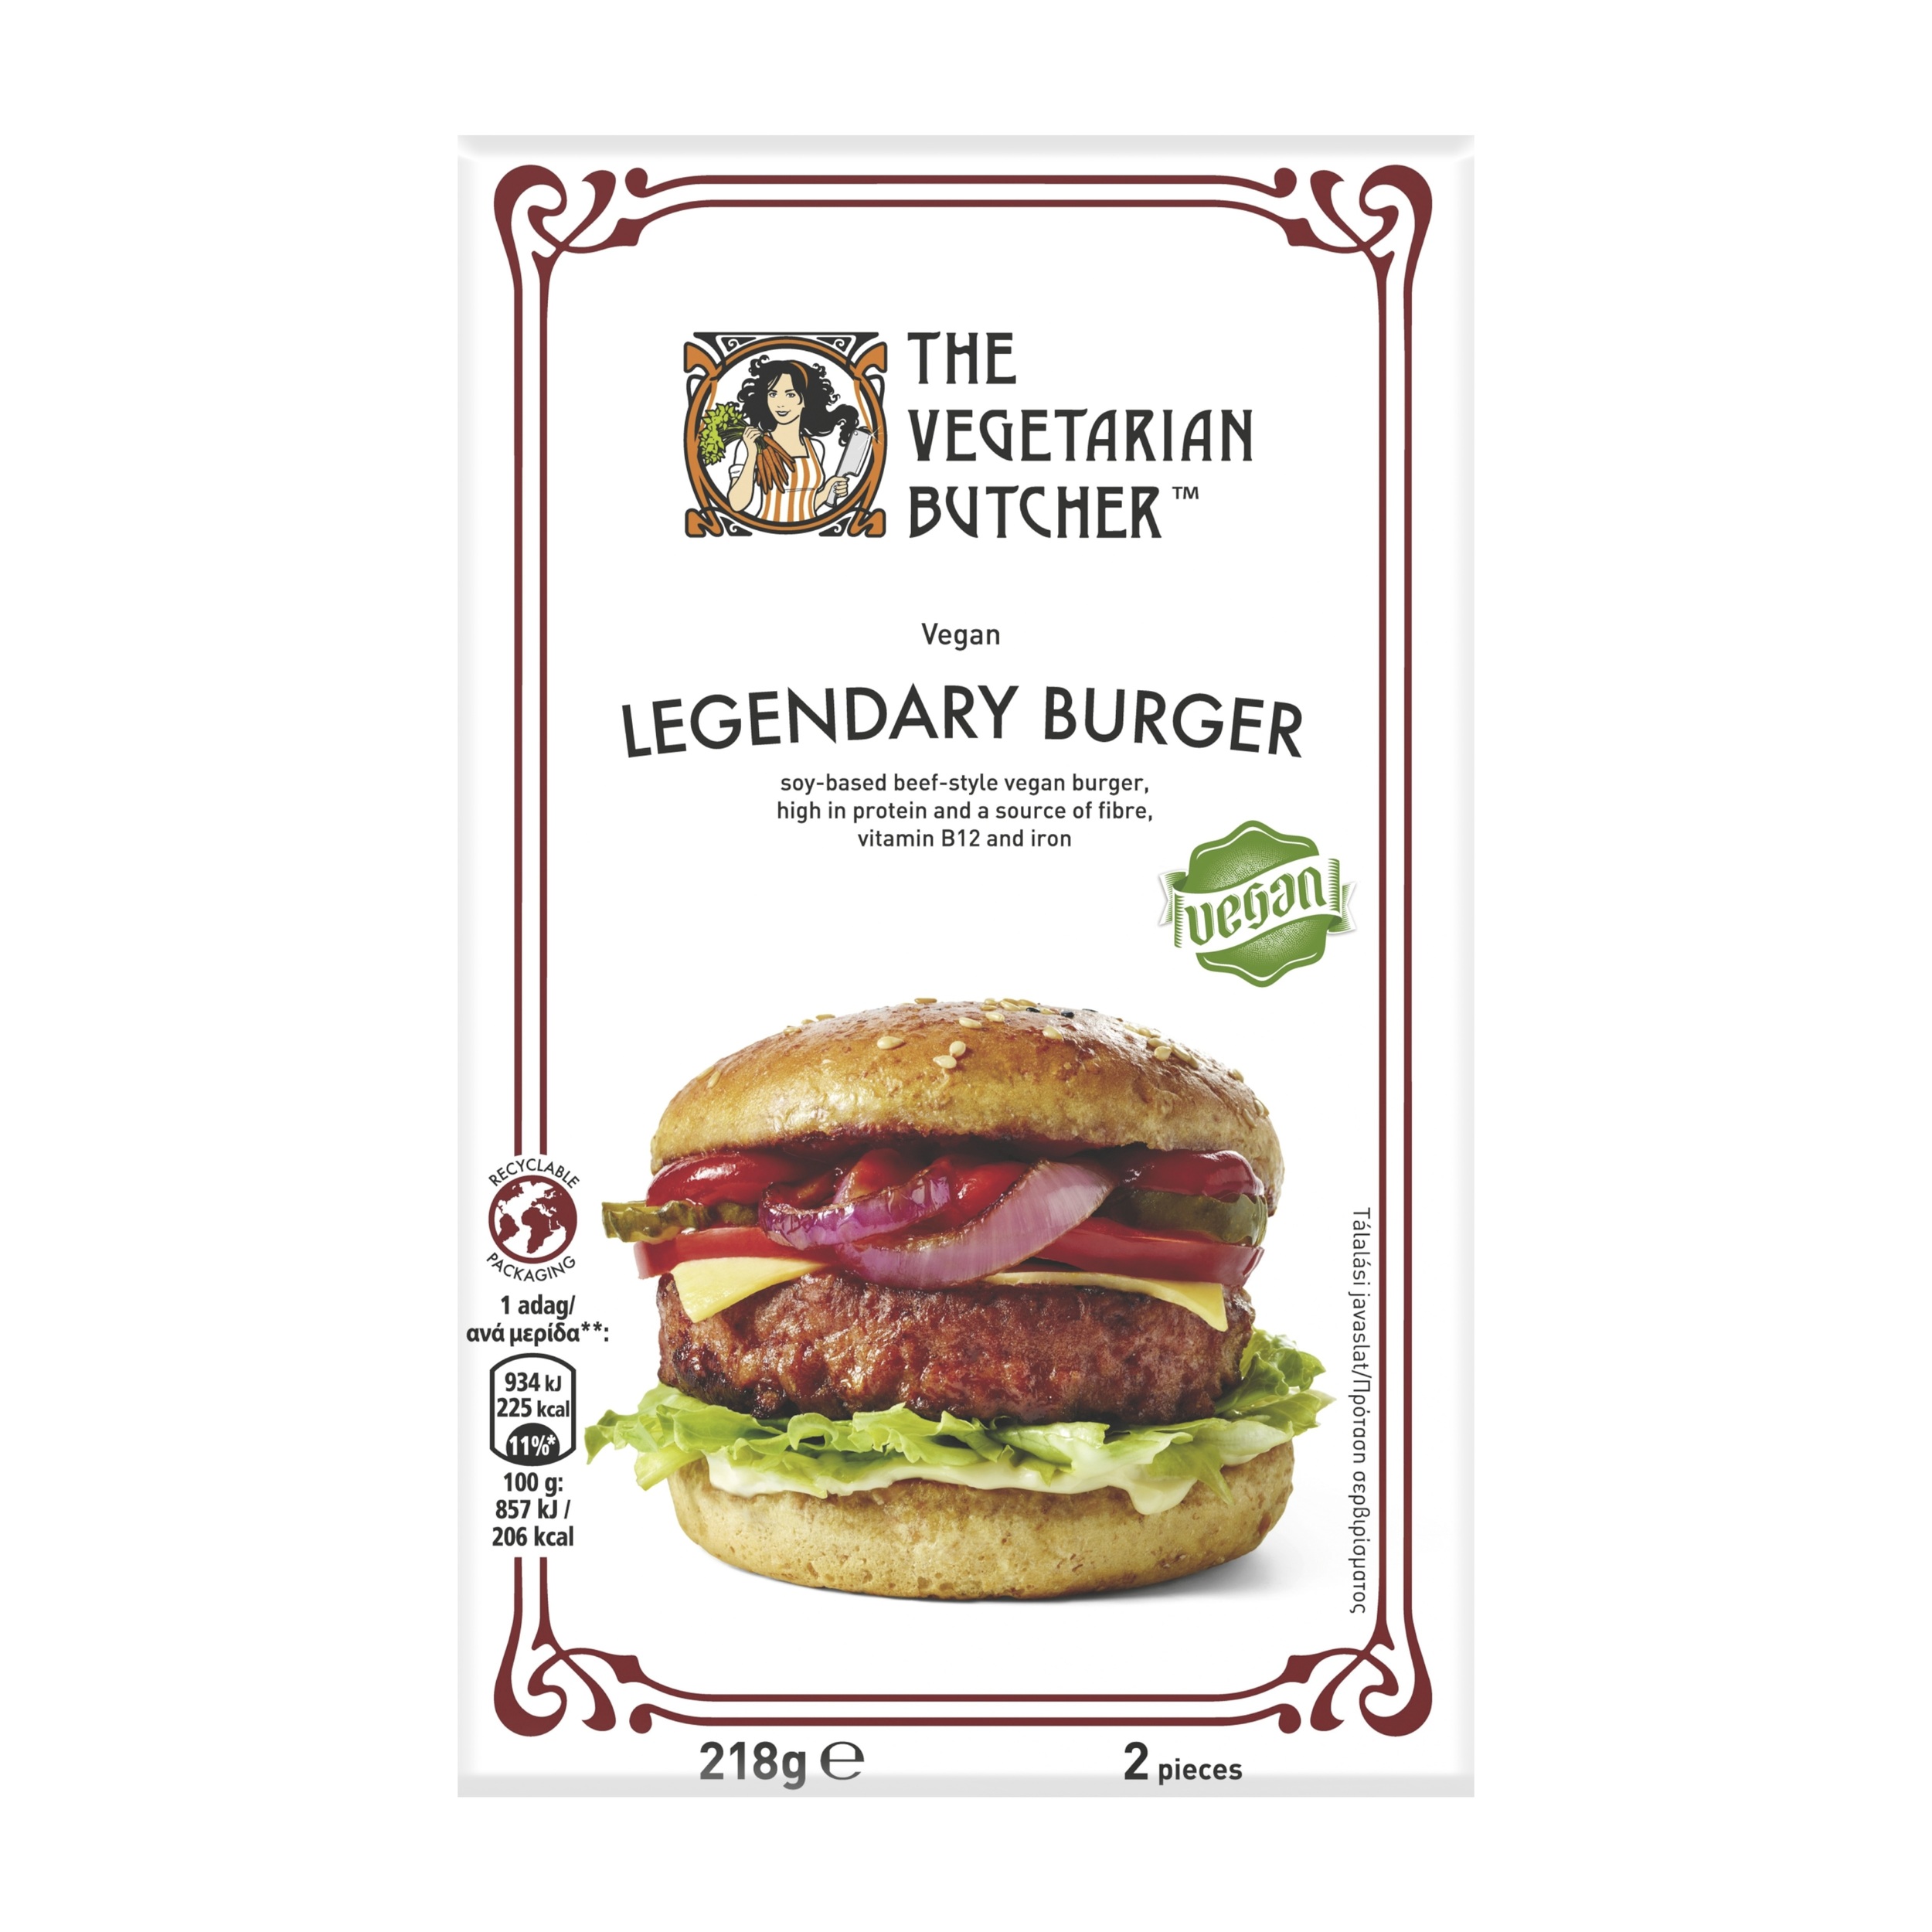 THE
VEGETARIAN
BUTCHER™
Vegan
LEGENDARY BURGER
soy-based beef-style vegan burger,
high in protein and a source of fibre,
vitamin B12 and iron
vegan
RECYCLABLE
PACKAGING
1 adag/
ανά μερίδα**:
934 kJ
225 kcal
11%*
100 g:
857 kJ /
206 kcal
Tálalási javaslat/Πρόταση σερβιρίσματος
218g ℮
2 pieces